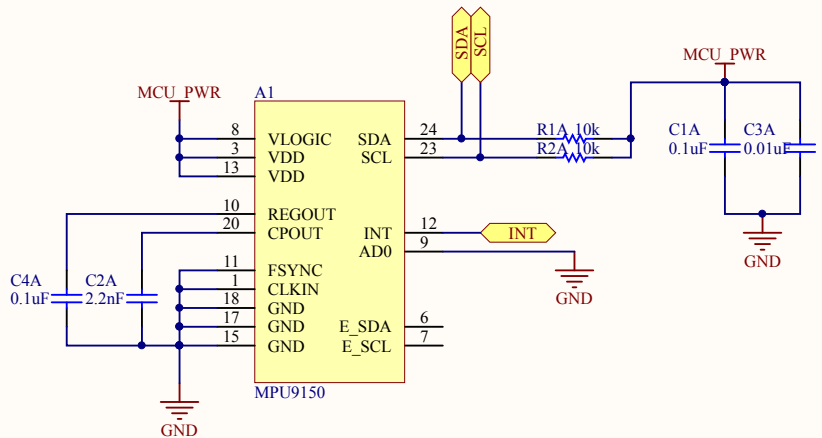 SDA
SCL
MCU_PWR
A1
MCU_PWR
8 VLOGIC SDA 24
3 VDD SCL 23
13 VDD
R1A 10k
R2A 10k
C1A
0.1uF
C3A
0.01uF
10 REGOUT
20 CPOUT
INT 12
AD0 9
INT
GND
GND
11 FSYNC
1 CLKIN
18 GND
17 GND
15 GND
E_SDA 6
E_SCL 7
C4A
0.1uF
C2A
2.2nF
MPU9150
GND